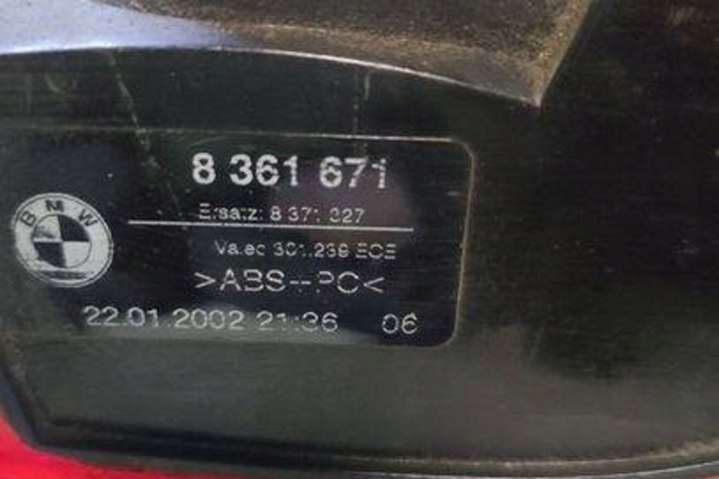 8 361 671
BMW
Ersatz: 8 371 327
Valeo 301.239 ECE
>ABS--PC<
22.01.2002 21:36 06